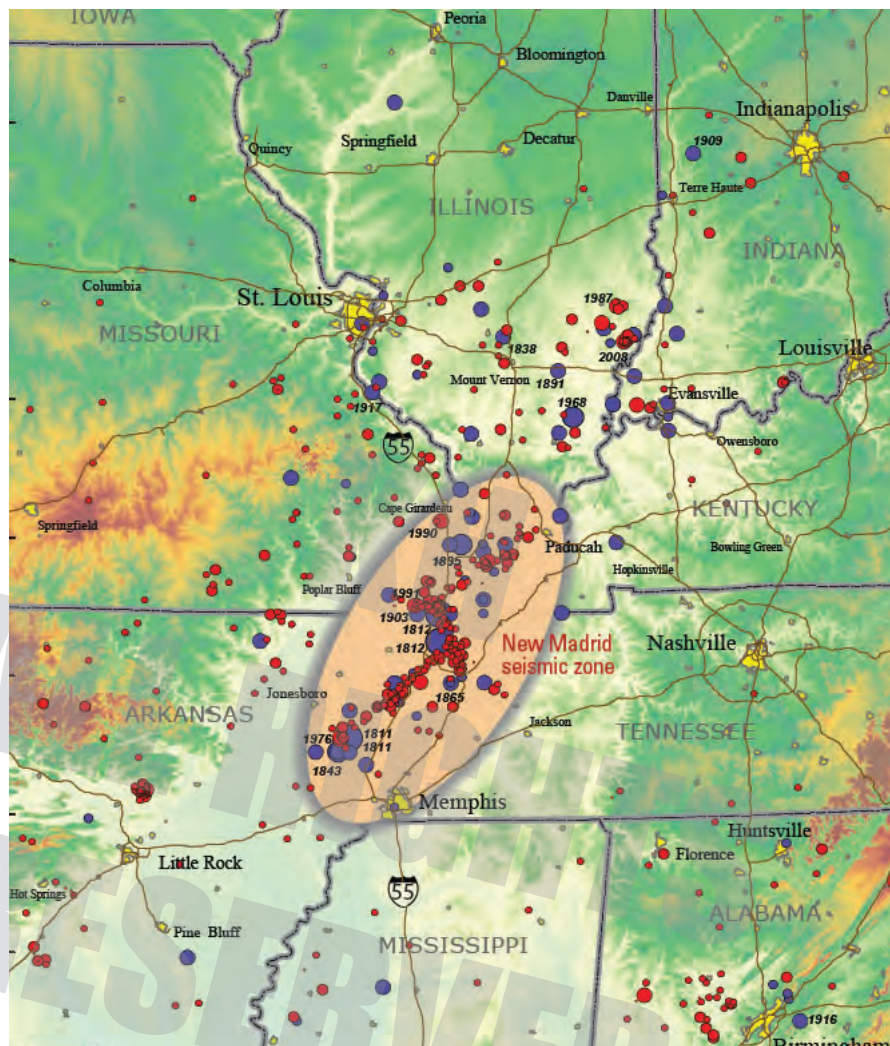 IOWA
Peoria
Bloomington
Danville
Indianapolis
Springfield
Decatur
1909
Quincy
Terre Haute
ILLINOIS
INDIANA
Columbia
St. Louis
1987
MISSOURI
1838
2008
Louisville
Mount Vernon
1891
1917
1968
Evansville
55
Owensboro
Springfield
Cape Girardeau
KENTUCKY
1990
Paducah
Bowling Green
1895
Hopkinsville
Poplar Bluff
1991
1903
1812
1812
New Madrid
seismic zone
Nashville
Jonesboro
1865
ARKANSAS
Jackson
TENNESSEE
1976
1811
1811
1843
Memphis
Huntsville
Little Rock
Florence
Hot Springs
55
ALABAMA
Pine Bluff
MISSISSIPPI
1916
Birmingham